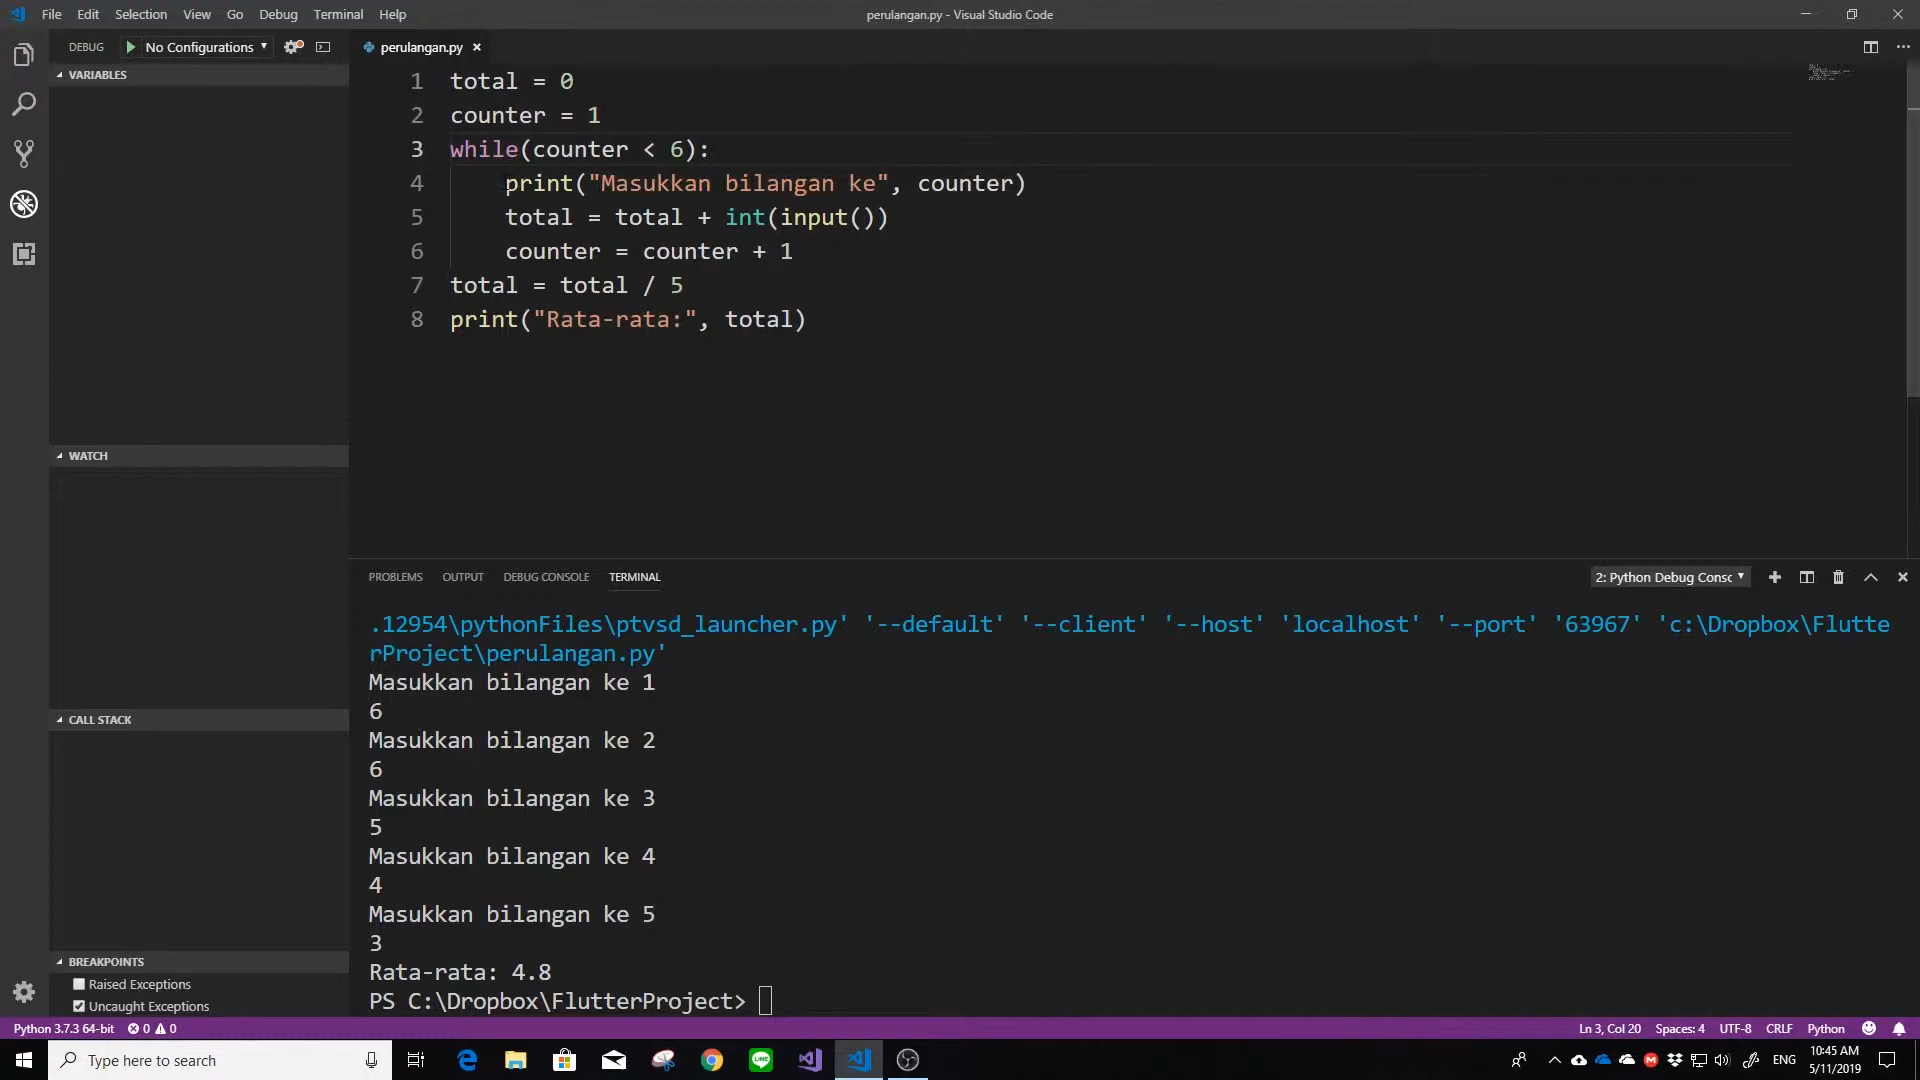 File Edit Selection View Go Debug Terminal Help
perulangan.py - Visual Studio Code
DEBUG No Configurations
perulangan.py
VARIABLES
WATCH
CALL STACK
BREAKPOINTS
Raised Exceptions
Uncaught Exceptions
1 total = 0
2 counter = 1
3 while(counter < 6):
4 print("Masukkan bilangan ke", counter)
5 total = total + int(input())
6 counter = counter + 1
7 total = total / 5
8 print("Rata-rata:", total)
PROBLEMS OUTPUT DEBUG CONSOLE TERMINAL
2: Python Debug Consc
.12954\pythonFiles\ptvsd_launcher.py' '--default' '--client' '--host' 'localhost' '--port' '63967' 'c:\Dropbox\Flutte
rProject\perulangan.py'
Masukkan bilangan ke 1
6
Masukkan bilangan ke 2
6
Masukkan bilangan ke 3
5
Masukkan bilangan ke 4
4
Masukkan bilangan ke 5
3
Rata-rata: 4.8
PS C:\Dropbox\FlutterProject>
Python 3.7.3 64-bit 0 0
Ln 3, Col 20 Spaces: 4 UTF-8 CRLF Python
Type here to search
LINE
ENG
10:45 AM
5/11/2019